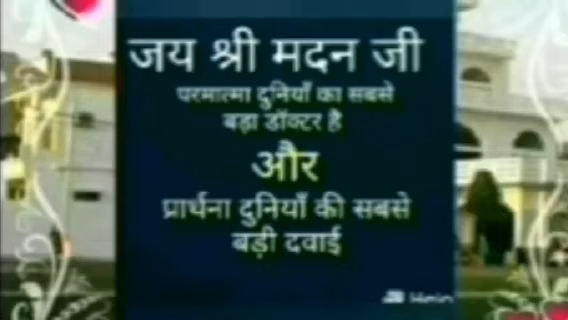 जय श्री मदन जी
परमात्मा दुनियाँ का सबसे
बड़ा डॉक्टर है
और
प्रार्थना दुनियाँ की सबसे
बड़ी दवाई